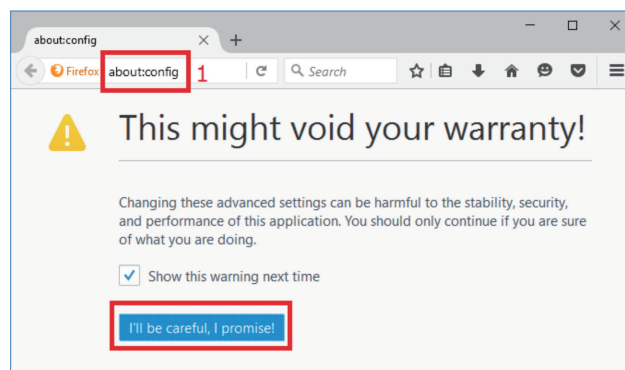 about:config
Firefox about:config 1 Search
This might void your warranty!
Changing these advanced settings can be harmful to the stability, security,
and performance of this application. You should only continue if you are sure
of what you are doing.
Show this warning next time
I'll be careful, I promise!